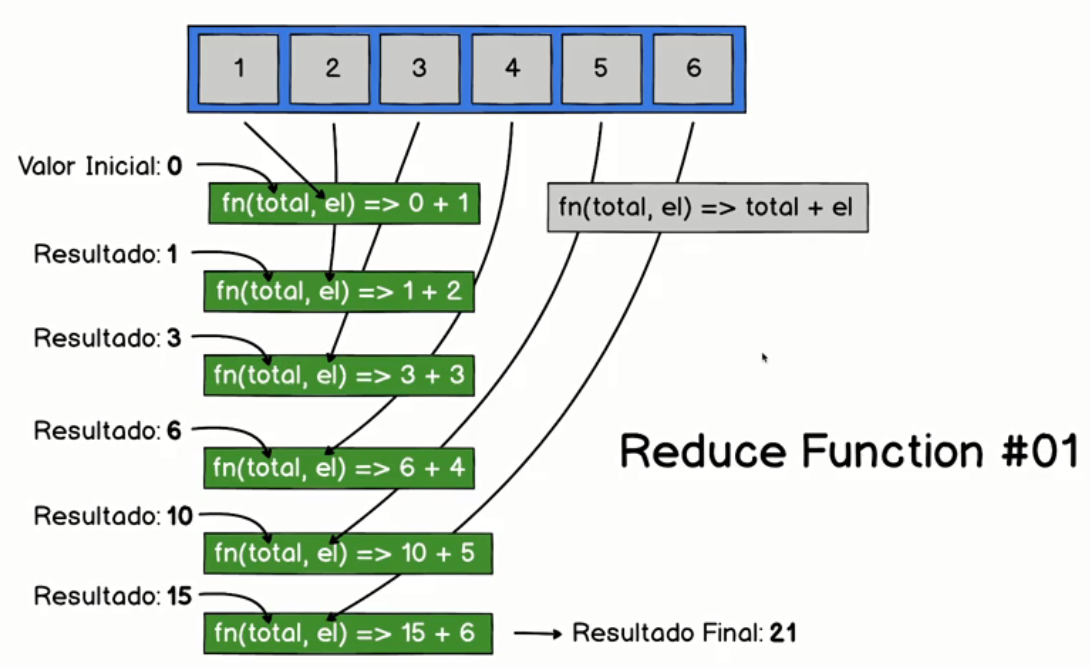 1 2 3 4 5 6
Valor Inicial: 0
fn(total, el) => 0 + 1
fn(total, el) => total + el
Resultado: 1
fn(total, el) => 1 + 2
Resultado: 3
fn(total, el) => 3 + 3
Resultado: 6
fn(total, el) => 6 + 4
Reduce Function #01
Resultado: 10
fn(total, el) => 10 + 5
Resultado: 15
fn(total, el) => 15 + 6
Resultado Final: 21